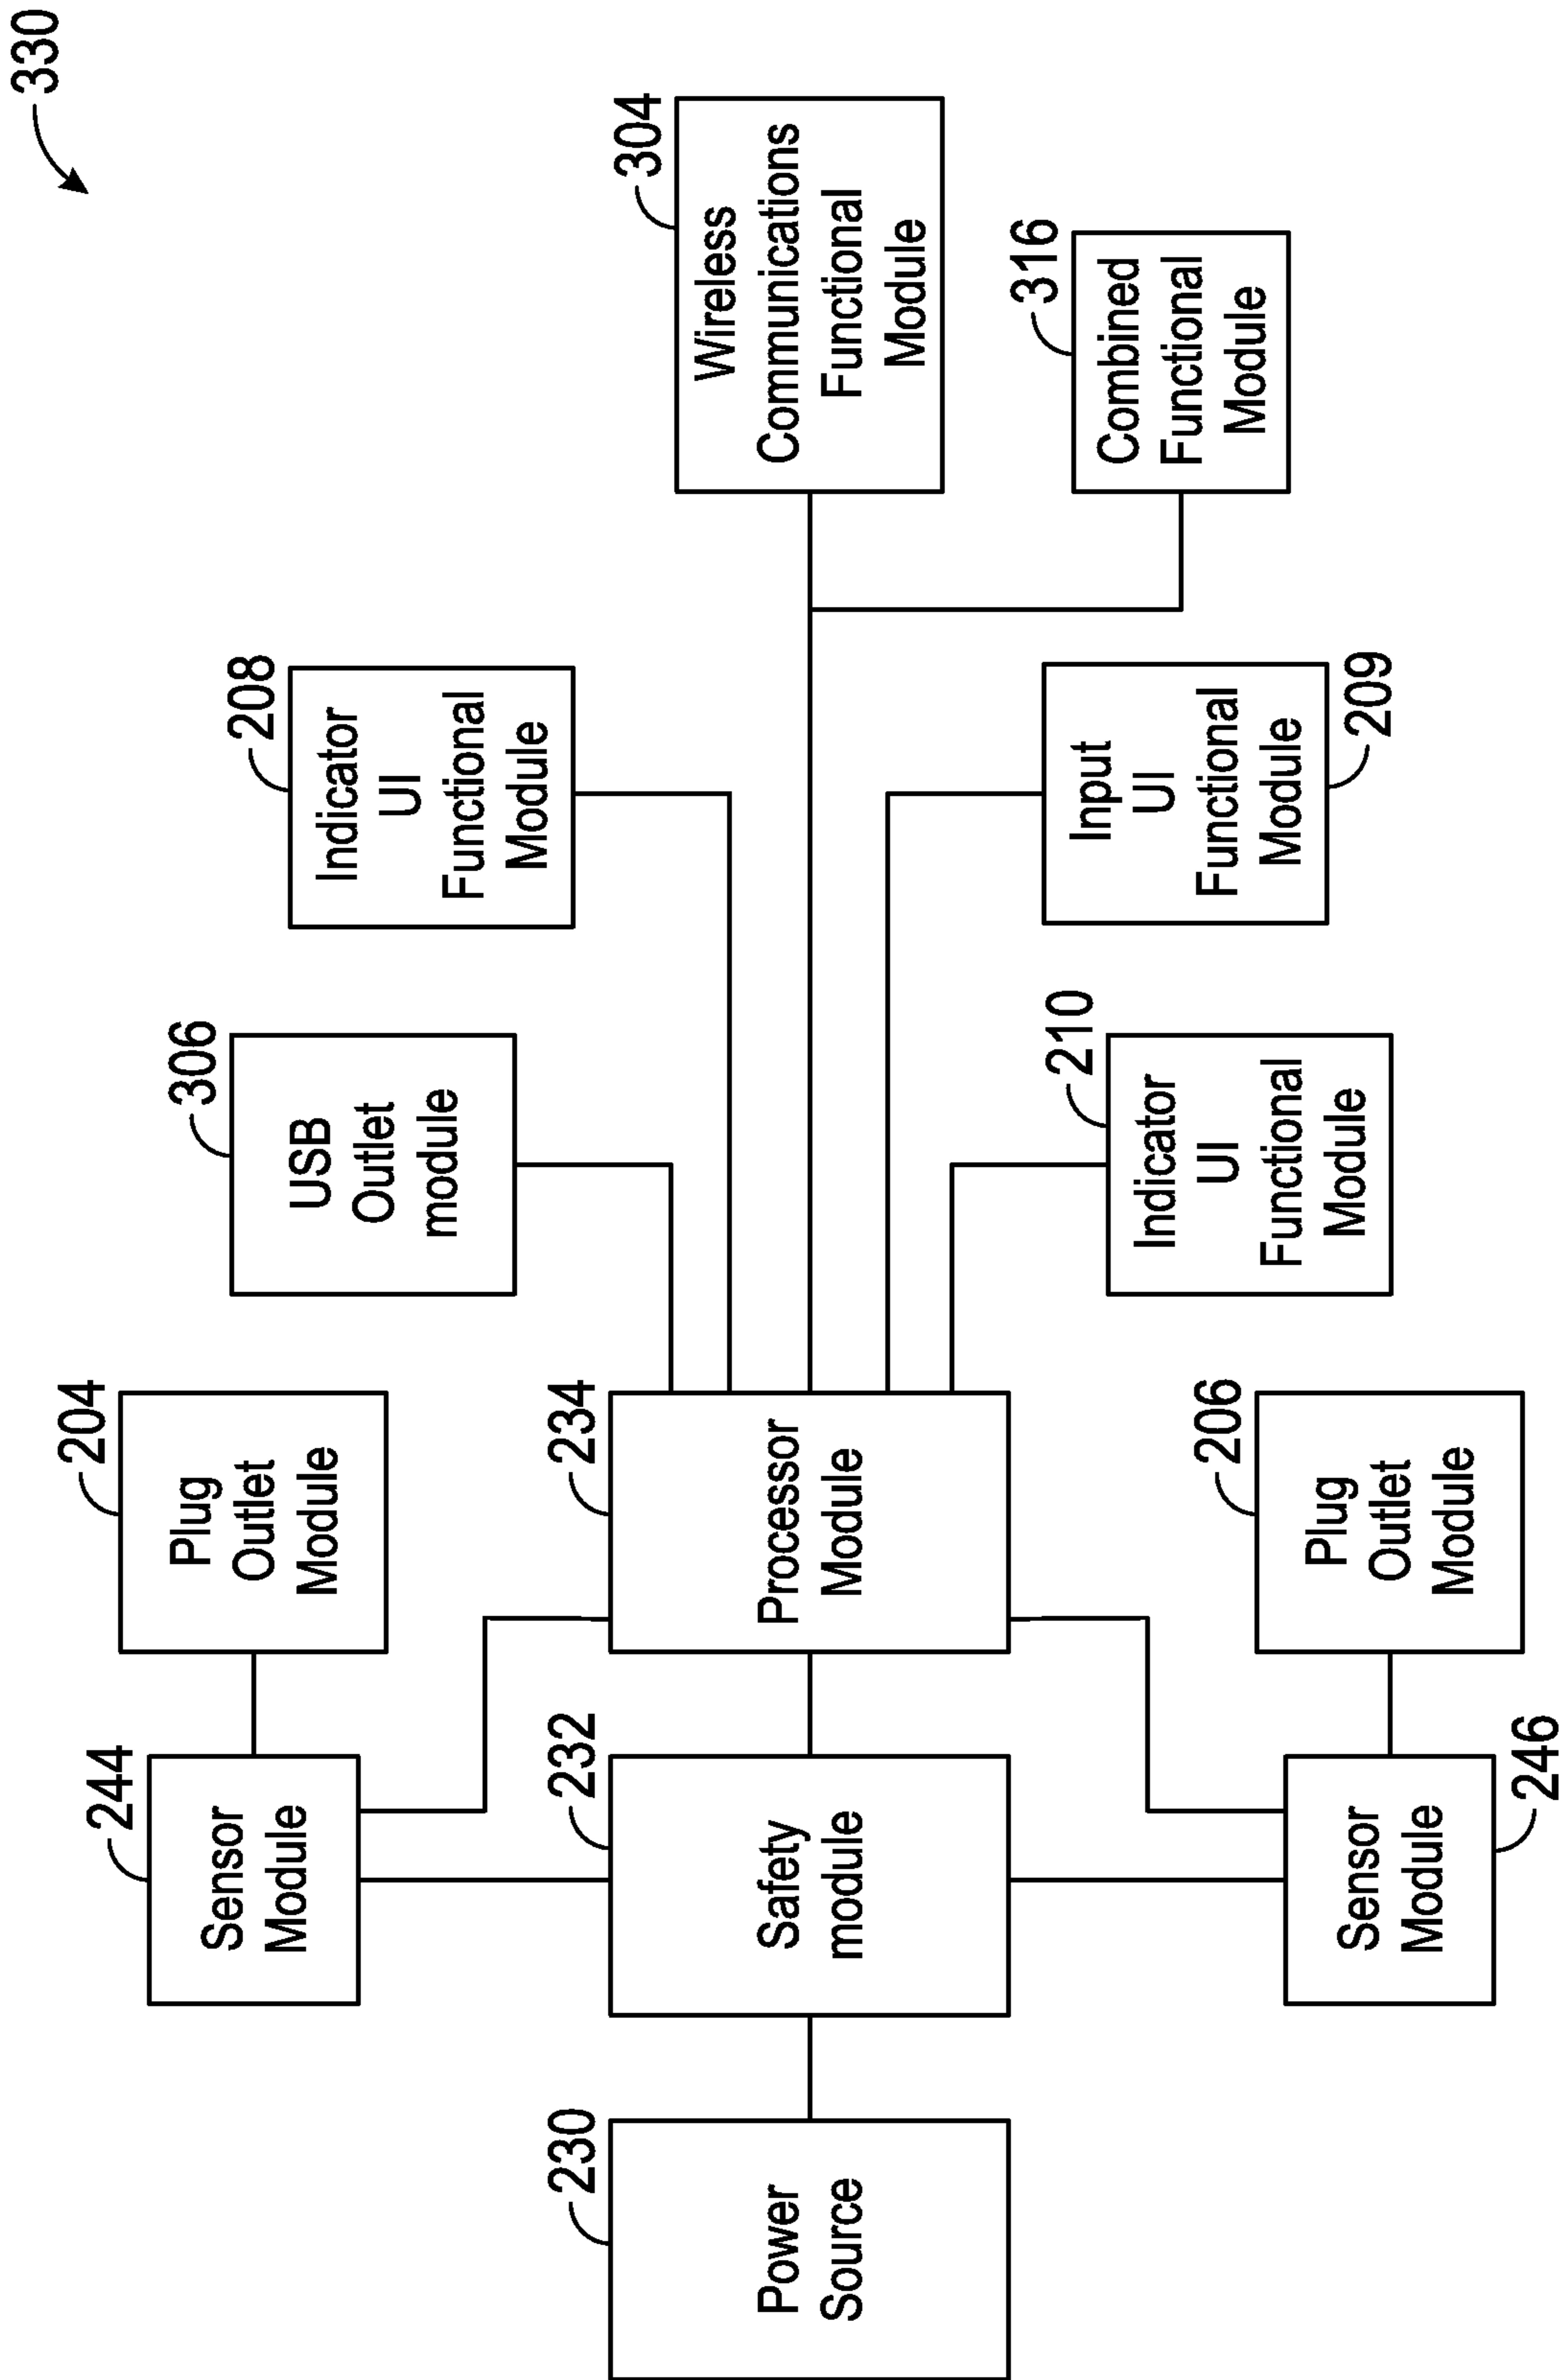 330
204
Plug
Outlet
Module
244
Sensor
Module
306
USB
Outlet
module
208
Indicator
UI
Functional
Module
230
Power
Source
232
Safety
module
234
Processor
Module
304
Wireless
Communications
Functional
Module
316
Combined
Functional
Module
206
Plug
Outlet
Module
Sensor
Module
246
210
Indicator
UI
Functional
Module
Input
UI
Functional
Module
209